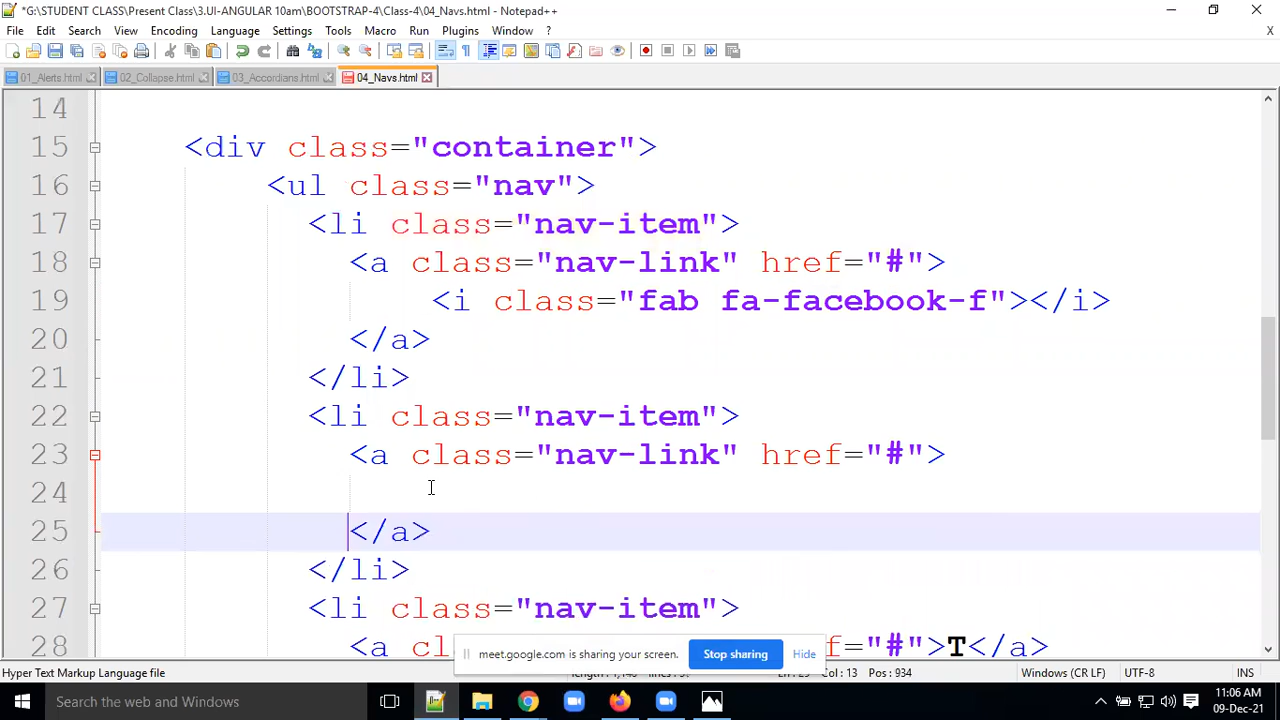 *G:\STUDENT CLASS\Present Class\3.UI-ANGULAR 10am\BOOTSTRAP-4\Class-4\04_Navs.html - Notepad++
File Edit Search View Encoding Language Settings Tools Macro Run Plugins Window ? X
01_Alerts.html 02_Collapse.html 03_Accordians.html 04_Navs.html
14
15 <div class="container">
16 <ul class="nav">
17 <li class="nav-item">
18 <a class="nav-link" href="#">
19 <i class="fab fa-facebook-f"></i>
20 </a>
21 </li>
22 <li class="nav-item">
23 <a class="nav-link" href="#">
24
25 </a>
26 </li>
27 <li class="nav-item">
28 <a cl ef="#">T</a>
meet.google.com is sharing your screen. Stop sharing Hide
Hyper Text Markup Language file Col : 13 Pos : 934 Windows (CR LF) UTF-8 INS
Type here to search the web and Windows
11:06 AM
09-Dec-21